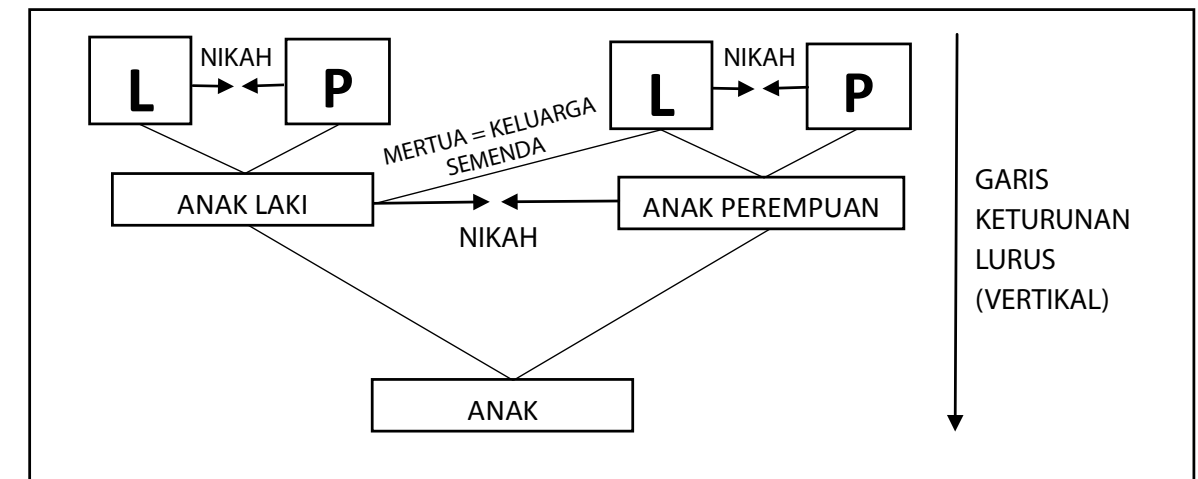 NIKAH
NIKAH
L
P
L
P
MERTUA = KELUARGA
SEMENDA
ANAK LAKI
ANAK PEREMPUAN
NIKAH
ANAK
GARIS
KETURUNAN
LURUS
(VERTIKAL)